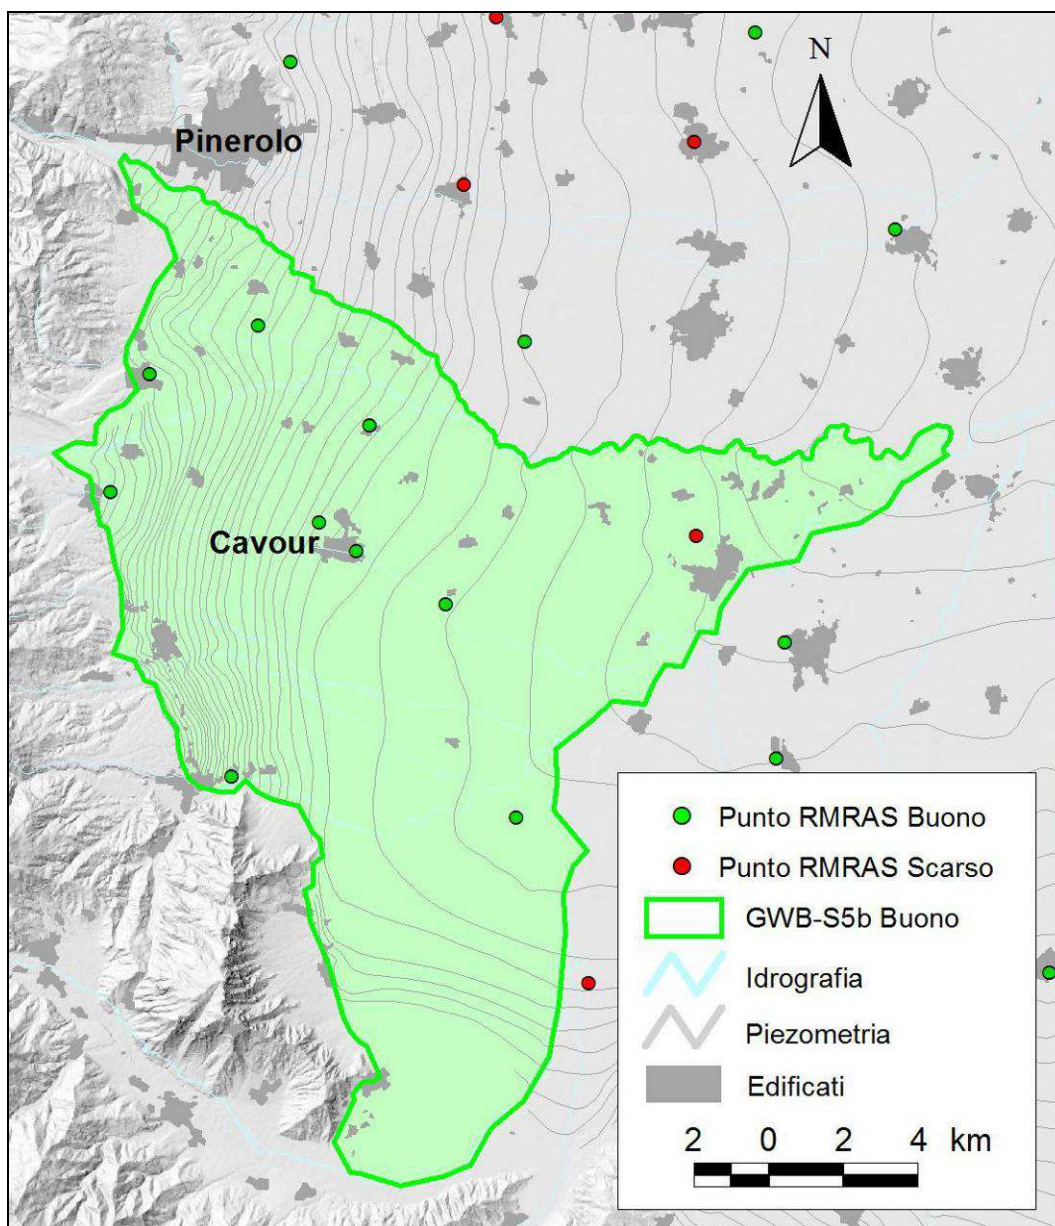 N
Pinerolo
Cavour
Punto RMRAS Buono
Punto RMRAS Scarso
GWB-S5b Buono
Idrografia
Piezometria
Edificati
2 0 2 4 km